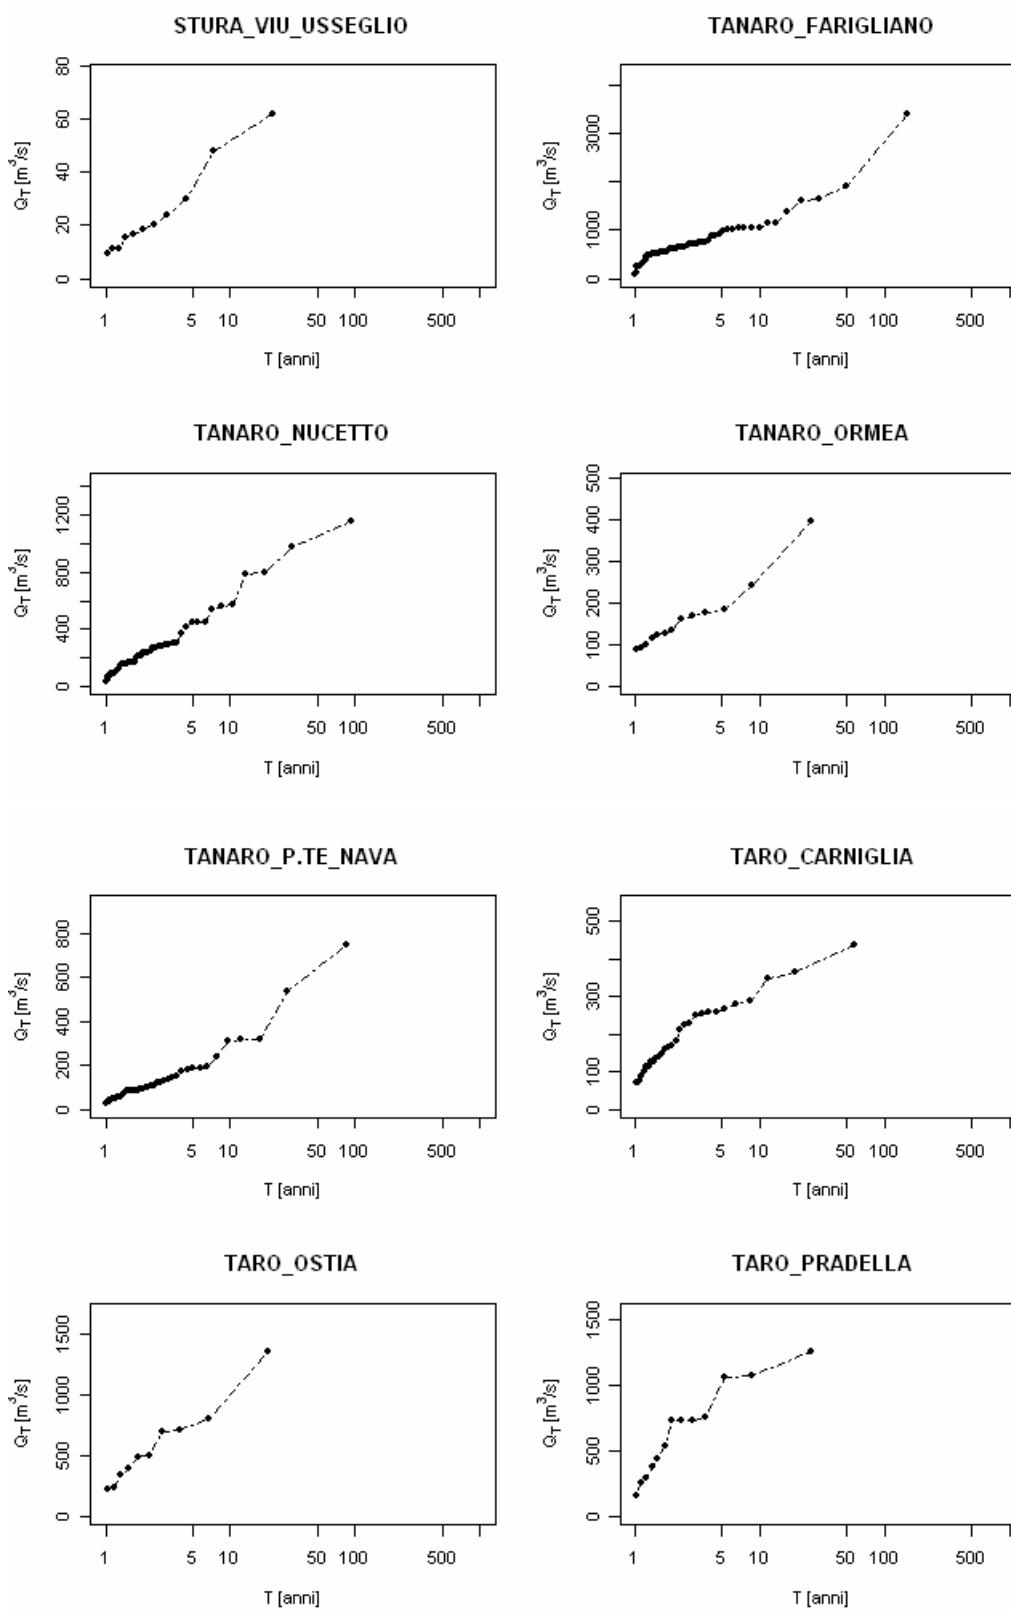 STURA_VIU_USSEGLIO
Q_T [m^3/s]
80
60
40
20
0
1 5 10 50 100 500
T [anni]
TANARO_FARIGLIANO
Q_T [m^3/s]
3000
1000
0
1 5 10 50 100 500
T [anni]
TANARO_NUCETTO
Q_T [m^3/s]
1200
800
400
0
1 5 10 50 100 500
T [anni]
TANARO_ORMEA
Q_T [m^3/s]
500
400
300
200
100
0
1 5 10 50 100 500
T [anni]
TANARO_P.TE_NAVA
Q_T [m^3/s]
800
600
400
200
0
1 5 10 50 100 500
T [anni]
TARO_CARNIGLIA
Q_T [m^3/s]
500
300
100
0
1 5 10 50 100 500
T [anni]
TARO_OSTIA
Q_T [m^3/s]
1500
1000
500
0
1 5 10 50 100 500
T [anni]
TARO_PRADELLA
Q_T [m^3/s]
1500
1000
500
0
1 5 10 50 100 500
T [anni]